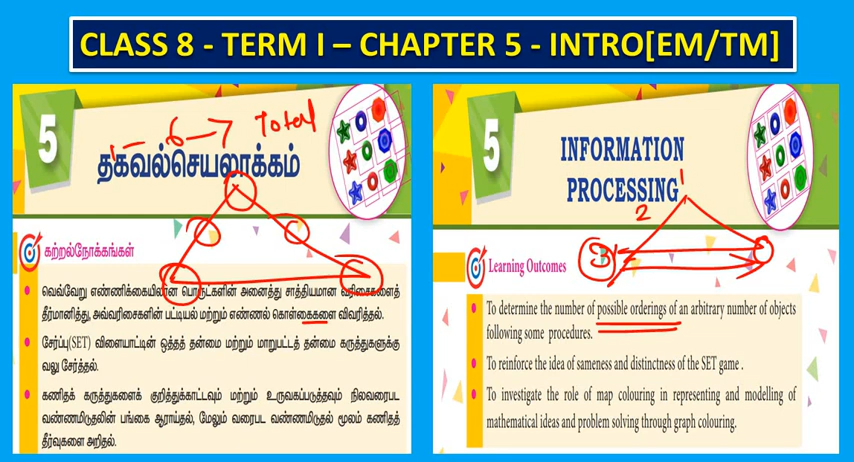 CLASS 8 - TERM I – CHAPTER 5 - INTRO[EM/TM]
5
1 – 6 – 7 Total
தகவல்செயலாக்கம்
கற்றல்நோக்கங்கள்
வெவ்வேறு எண்ணிக்கையிலான பொருட்களின் அனைத்து சாத்தியமான வரிசைகளைத்
தீர்மானித்து, அவ்வரிசைகளின் பட்டியல் மற்றும் எண்ணல் கொள்கைகளை விவரித்தல்.
சேர்ப்பு(SET) விளையாட்டின் ஒத்தத் தன்மை மற்றும் மாறுபட்டத் தன்மை கருத்துகளுக்கு
வலு சேர்த்தல்.
கணிதக் கருத்துகளைக் குறித்துக்காட்டவும் மற்றும் உருவகப்படுத்தவும் நிலவரைபட
வண்ணமிடுதலின் பங்கை ஆராய்தல், மேலும் வரைபட வண்ணமிடுதல் மூலம் கணிதத்
தீர்வுகளை அறிதல்.
5
INFORMATION
PROCESSING
1
2
3
Learning Outcomes
To determine the number of possible orderings of an arbitrary number of objects
following some procedures.
To reinforce the idea of sameness and distinctness of the SET game .
To investigate the role of map colouring in representing and modelling of
mathematical ideas and problem solving through graph colouring.